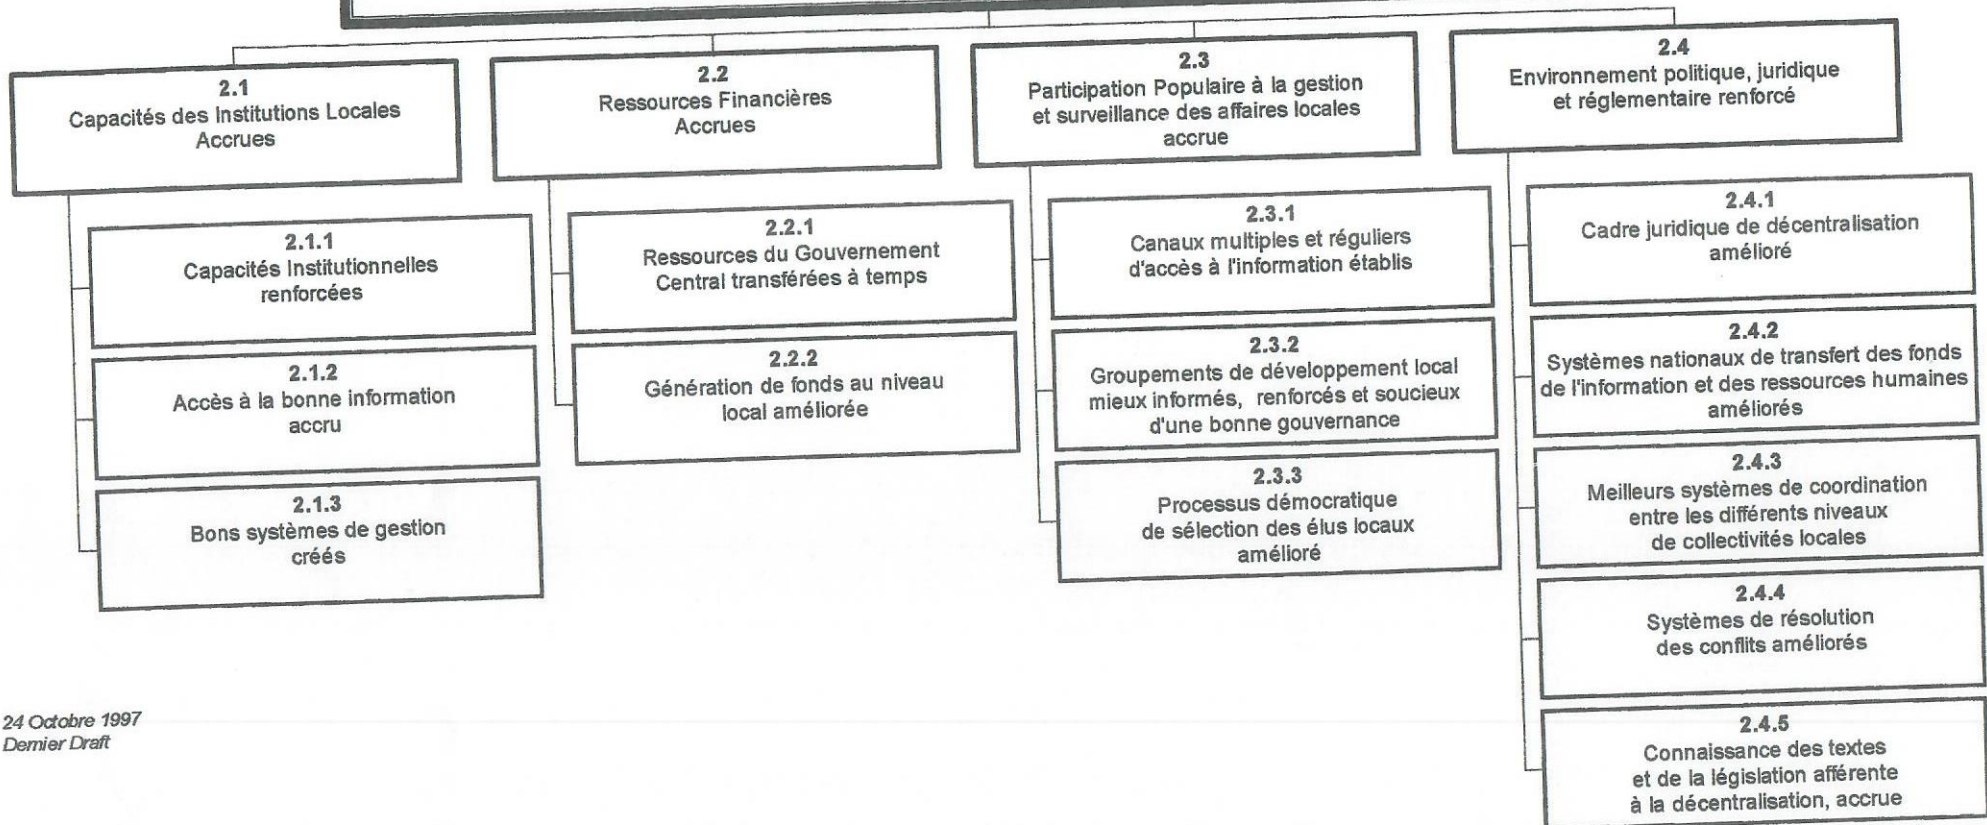 2.1
Capacités des Institutions Locales
Accrues
2.2
Ressources Financières
Accrues
2.3
Participation Populaire à la gestion
et surveillance des affaires locales
accrue
2.4
Environement politique, juridique
et réglementaire renforcé
2.1.1
Capacités Institutionnelles
renforcées
2.1.2
Accès à la bonne information
accru
2.1.3
Bons systèmes de gestion
créés
2.2.1
Ressources du Gouvernement
Central transférées à temps
2.2.2
Génération de fonds au niveau
local améliorée
2.3.1
Canaux multiples et réguliers
d'accès à l'information établis
2.3.2
Groupements de développement local
mieux informés, renforcés et soucieux
d'une bonne gouvernance
2.3.3
Processus démocratique
de sélection des élus locaux
amélioré
2.4.1
Cadre juridique de décentralisation
amélioré
2.4.2
Systèmes nationaux de transfert des fonds
de l'information et des ressources humaines
améliorés
2.4.3
Meilleurs systèmes de coordination
entre les différents niveaux
de collectivités locales
2.4.4
Systèmes de résolution
des conflits améliorés
2.4.5
Connaissance des textes
et de la législation afférente
à la décentralisation, accrue
24 Octobre 1997
Dernier Draft